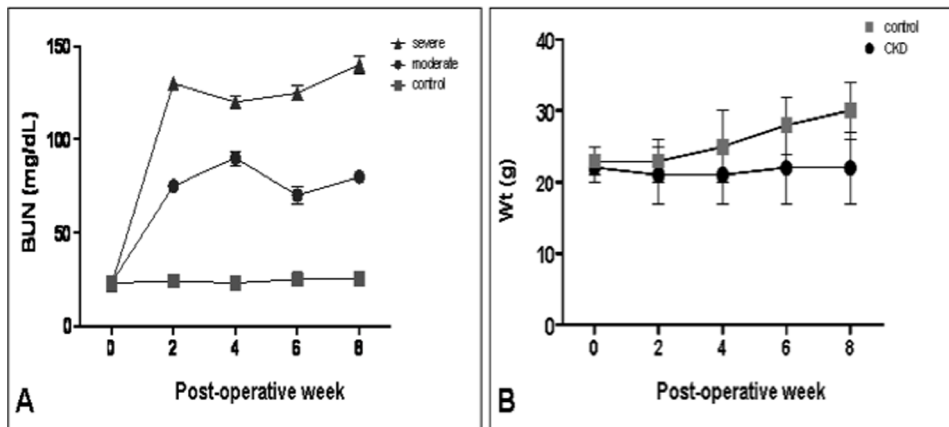 severe
moderate
control
BUN (mg/dL)
150
100
50
0
0 2 4 6 8
Post-operative week
A
control
CKD
Wt (g)
40
30
20
10
0
0 2 4 6 8
Post-operative week
B